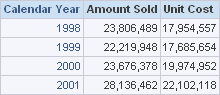 Calendar Year Amount Sold Unit Cost
1998 23,806,489 17,954,557
1999 22,219,948 17,685,654
2000 23,676,378 19,974,952
2001 28,136,462 22,102,118